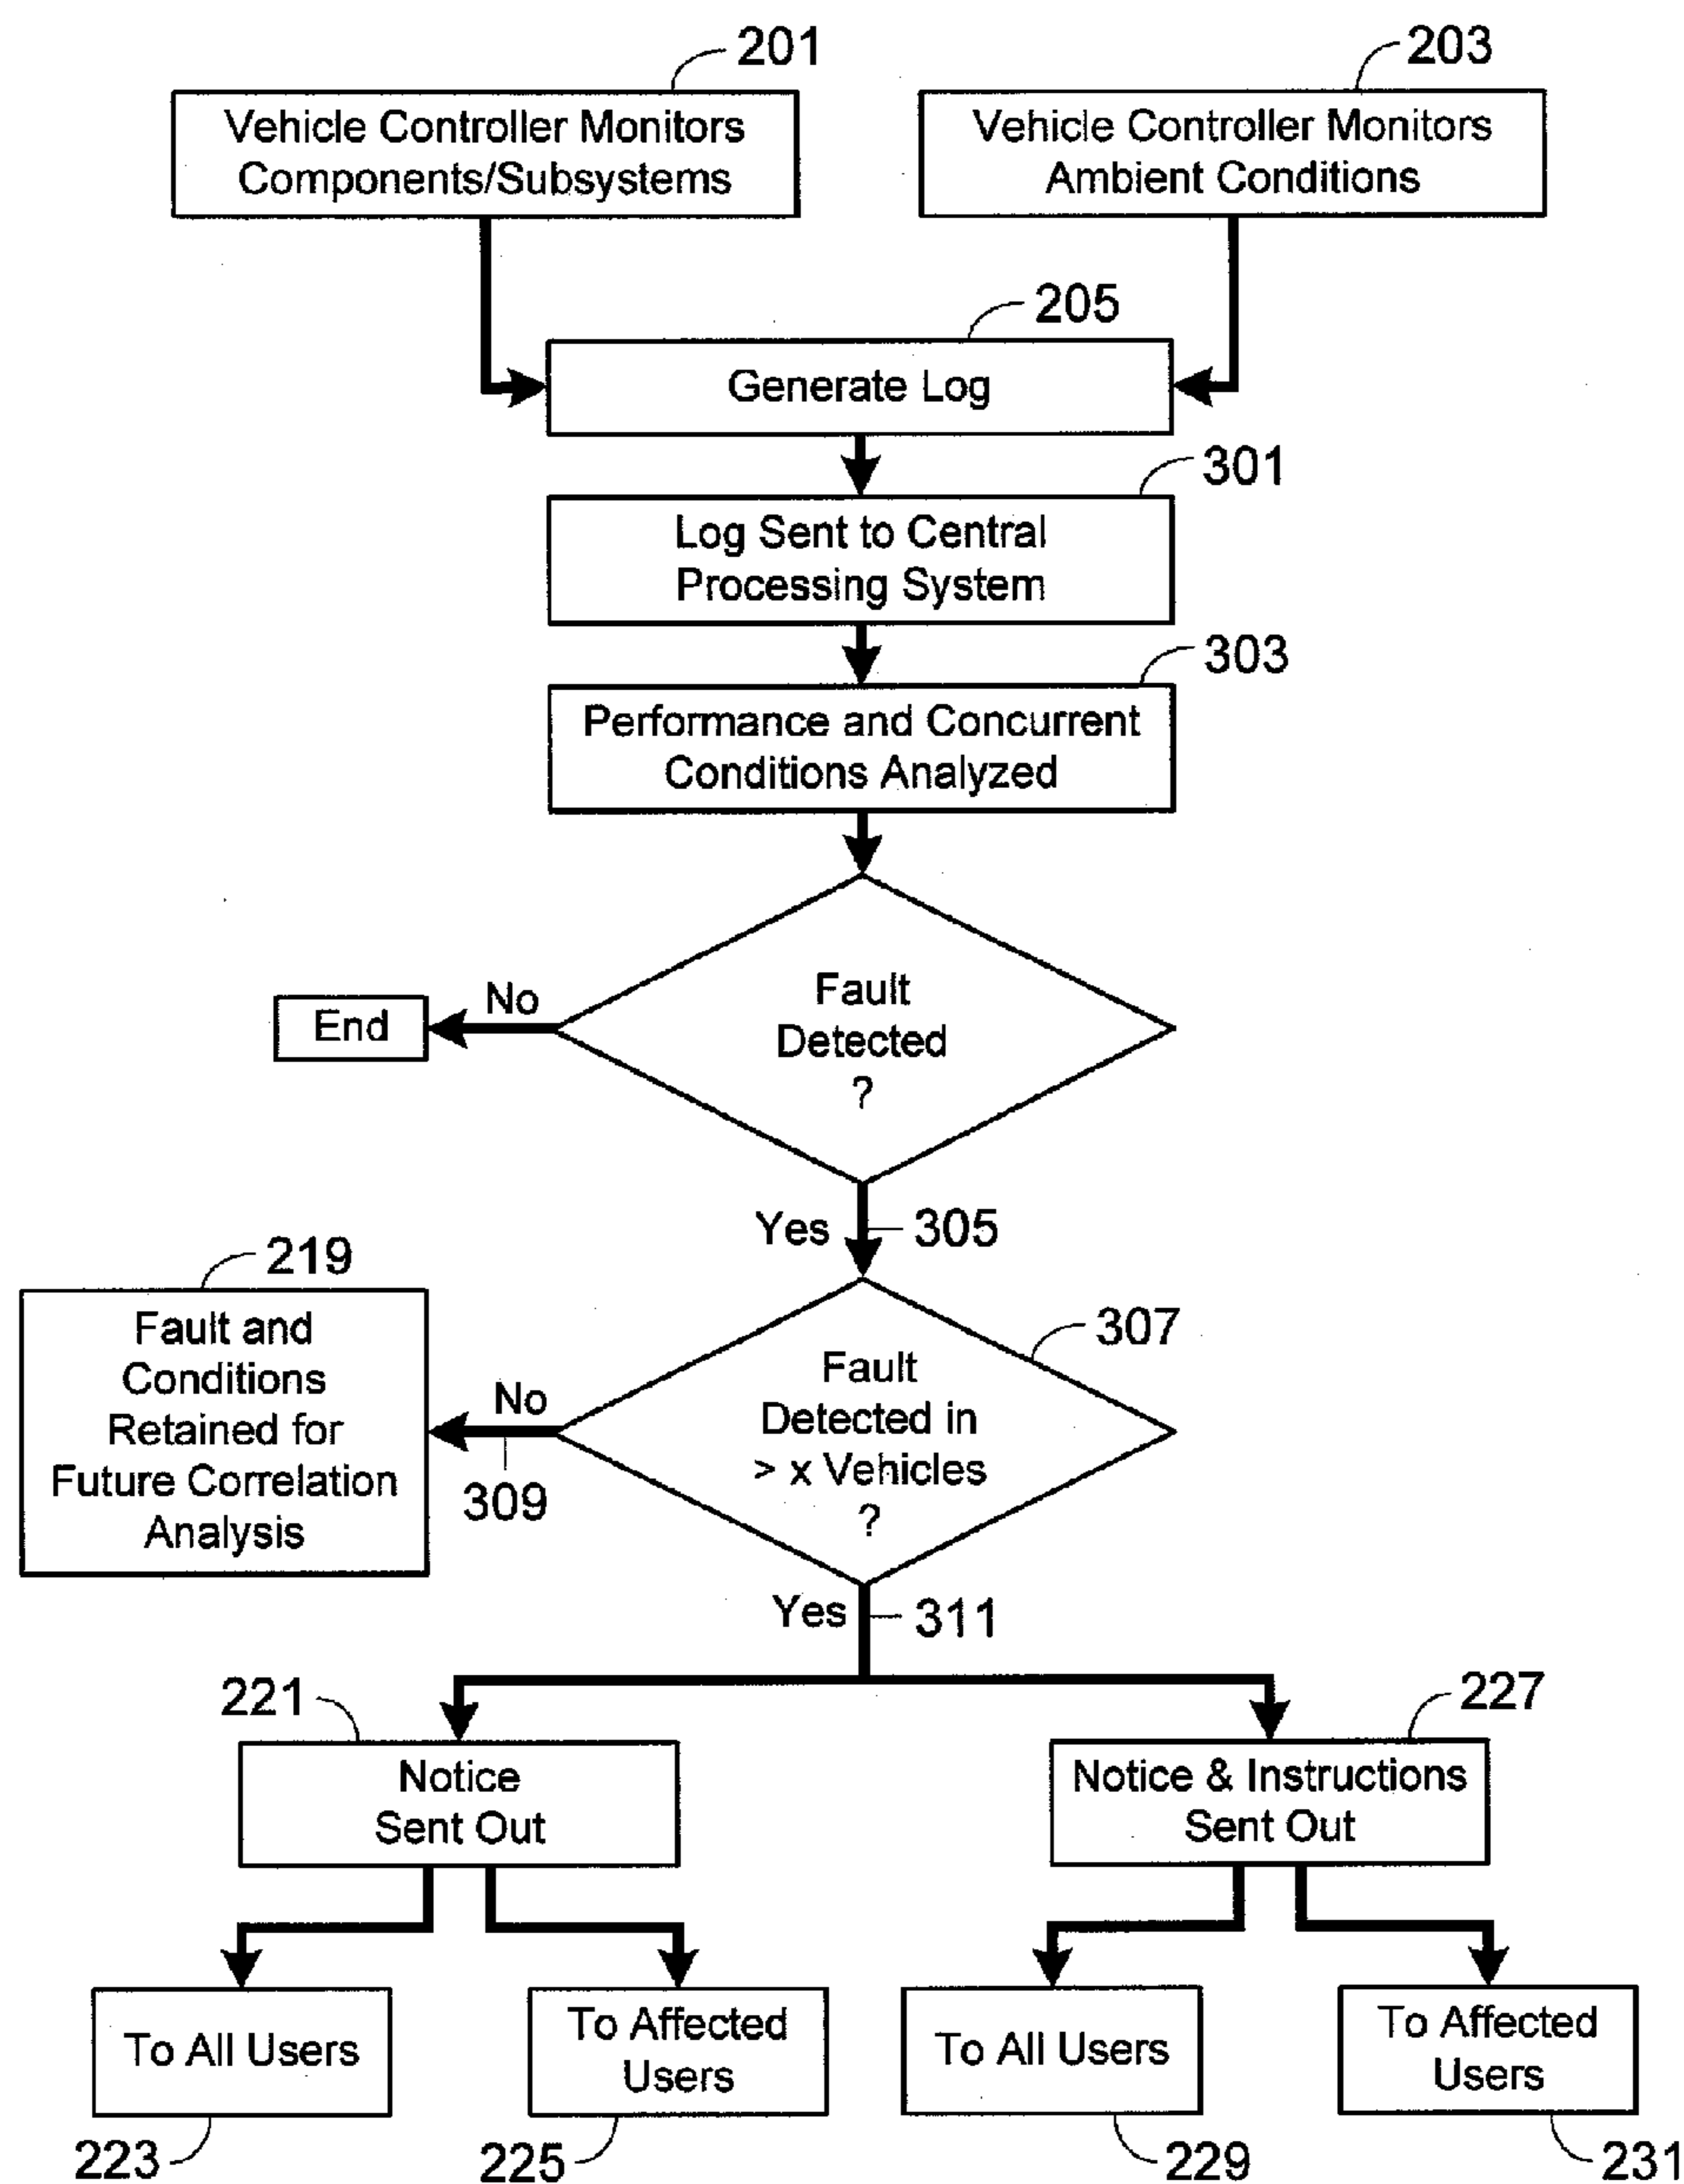 201
203
Vehicle Controller Monitors
Components/Subsystems
Vehicle Controller Monitors
Ambient Conditions
205
Generate Log
301
Log Sent to Central
Processing System
303
Performance and Concurrent
Conditions Analyzed
Fault
Detected
?
No
End
Yes
305
219
Fault and
Conditions
Retained for
Future Correlation
Analysis
307
Fault
Detected in
> x Vehicles
?
No
309
Yes
311
221
227
Notice
Sent Out
Notice & Instructions
Sent Out
To All Users
To Affected
Users
To All Users
To Affected
Users
223
225
229
231